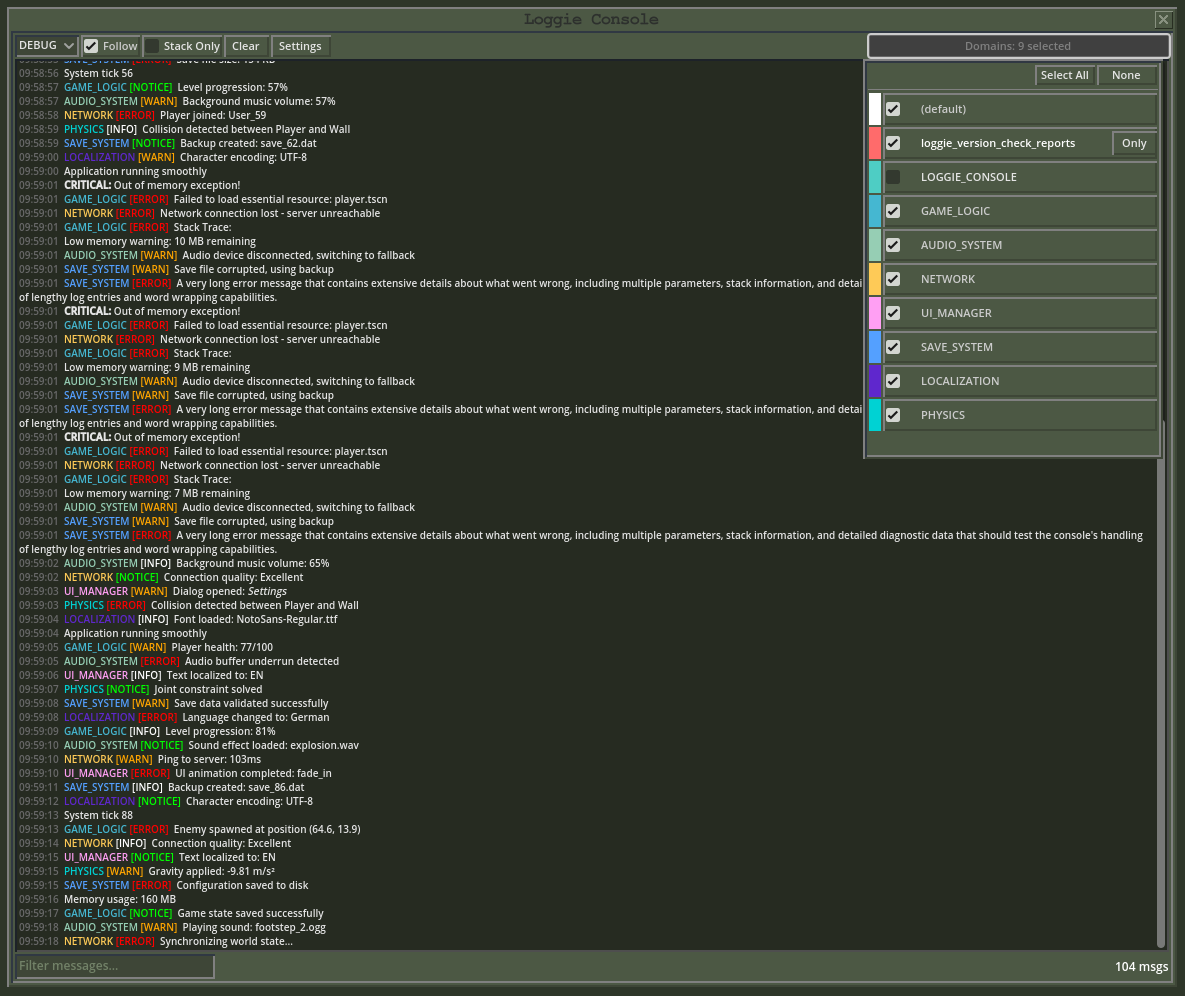 Loggie Console
DEBUG Follow Stack Only Clear Settings Domains: 9 selected
Select All None
(default)
loggie_version_check_reports Only
LOGGIE_CONSOLE
GAME_LOGIC
AUDIO_SYSTEM
NETWORK
UI_MANAGER
SAVE_SYSTEM
LOCALIZATION
PHYSICS
09:58:56 System tick 56
09:58:57 GAME_LOGIC [NOTICE] Level progression: 57%
09:58:57 AUDIO_SYSTEM [WARN] Background music volume: 57%
09:58:58 NETWORK [ERROR] Player joined: User_59
09:58:59 PHYSICS [INFO] Collision detected between Player and Wall
09:58:59 SAVE_SYSTEM [NOTICE] Backup created: save_62.dat
09:59:00 LOCALIZATION [WARN] Character encoding: UTF-8
09:59:00 Application running smoothly
09:59:01 CRITICAL: Out of memory exception!
09:59:01 GAME_LOGIC [ERROR] Failed to load essential resource: player.tscn
09:59:01 NETWORK [ERROR] Network connection lost - server unreachable
09:59:01 GAME_LOGIC [ERROR] Stack Trace:
09:59:01 Low memory warning: 10 MB remaining
09:59:01 AUDIO_SYSTEM [WARN] Audio device disconnected, switching to fallback
09:59:01 SAVE_SYSTEM [WARN] Save file corrupted, using backup
09:59:01 SAVE_SYSTEM [ERROR] A very long error message that contains extensive details about what went wrong, including multiple parameters, stack information, and detai
of lengthy log entries and word wrapping capabilities.
09:59:01 CRITICAL: Out of memory exception!
09:59:01 GAME_LOGIC [ERROR] Failed to load essential resource: player.tscn
09:59:01 NETWORK [ERROR] Network connection lost - server unreachable
09:59:01 GAME_LOGIC [ERROR] Stack Trace:
09:59:01 Low memory warning: 9 MB remaining
09:59:01 AUDIO_SYSTEM [WARN] Audio device disconnected, switching to fallback
09:59:01 SAVE_SYSTEM [WARN] Save file corrupted, using backup
09:59:01 SAVE_SYSTEM [ERROR] A very long error message that contains extensive details about what went wrong, including multiple parameters, stack information, and detai
of lengthy log entries and word wrapping capabilities.
09:59:01 CRITICAL: Out of memory exception!
09:59:01 GAME_LOGIC [ERROR] Failed to load essential resource: player.tscn
09:59:01 NETWORK [ERROR] Network connection lost - server unreachable
09:59:01 GAME_LOGIC [ERROR] Stack Trace:
09:59:01 Low memory warning: 7 MB remaining
09:59:01 AUDIO_SYSTEM [WARN] Audio device disconnected, switching to fallback
09:59:01 SAVE_SYSTEM [WARN] Save file corrupted, using backup
09:59:01 SAVE_SYSTEM [ERROR] A very long error message that contains extensive details about what went wrong, including multiple parameters, stack information, and detailed diagnostic data that should test the console's handling
of lengthy log entries and word wrapping capabilities.
09:59:02 AUDIO_SYSTEM [INFO] Background music volume: 65%
09:59:02 NETWORK [NOTICE] Connection quality: Excellent
09:59:03 UI_MANAGER [WARN] Dialog opened: Settings
09:59:03 PHYSICS [ERROR] Collision detected between Player and Wall
09:59:04 LOCALIZATION [INFO] Font loaded: NotoSans-Regular.ttf
09:59:04 Application running smoothly
09:59:05 GAME_LOGIC [WARN] Player health: 77/100
09:59:05 AUDIO_SYSTEM [ERROR] Audio buffer underrun detected
09:59:06 UI_MANAGER [INFO] Text localized to: EN
09:59:07 PHYSICS [NOTICE] Joint constraint solved
09:59:08 SAVE_SYSTEM [WARN] Save data validated successfully
09:59:08 LOCALIZATION [ERROR] Language changed to: German
09:59:09 GAME_LOGIC [INFO] Level progression: 81%
09:59:10 AUDIO_SYSTEM [NOTICE] Sound effect loaded: explosion.wav
09:59:10 NETWORK [WARN] Ping to server: 103ms
09:59:10 UI_MANAGER [ERROR] UI animation completed: fade_in
09:59:11 SAVE_SYSTEM [INFO] Backup created: save_86.dat
09:59:12 LOCALIZATION [NOTICE] Character encoding: UTF-8
09:59:13 System tick 88
09:59:13 GAME_LOGIC [ERROR] Enemy spawned at position (64.6, 13.9)
09:59:14 NETWORK [INFO] Connection quality: Excellent
09:59:15 UI_MANAGER [NOTICE] Text localized to: EN
09:59:15 PHYSICS [WARN] Gravity applied: -9.81 m/s²
09:59:15 SAVE_SYSTEM [ERROR] Configuration saved to disk
09:59:16 Memory usage: 160 MB
09:59:17 GAME_LOGIC [NOTICE] Game state saved successfully
09:59:18 AUDIO_SYSTEM [WARN] Playing sound: footstep_2.ogg
09:59:18 NETWORK [ERROR] Synchronizing world state...
Filter messages... 104 msgs